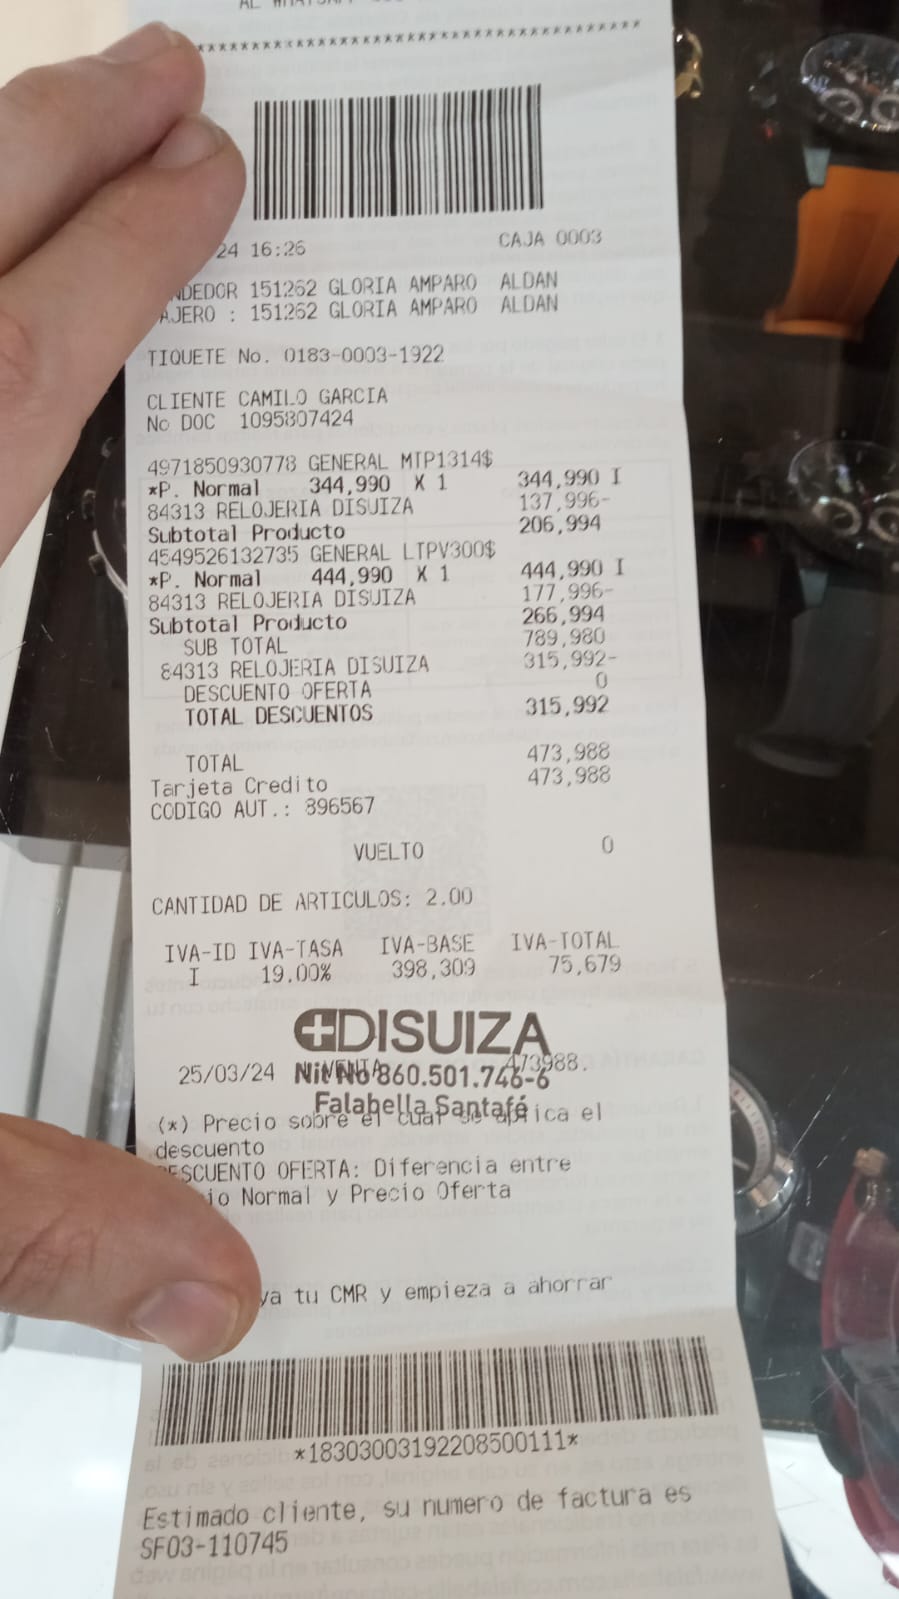 ****************************************
24 16:26 CAJA 0003
NDEDOR 151262 GLORIA AMPARO ALDAN
AJERO : 151262 GLORIA AMPARO ALDAN
TIQUETE No. 0183-0003-1922
CLIENTE CAMILO GARCIA
No DOC 1095807424
4971850930778 GENERAL MTP1314$
*P. Normal 344,990 X 1 344,990 I
84313 RELOJERIA DISUIZA 137,996-
Subtotal Producto 206,994
4549526132735 GENERAL LTPV300$
*P. Normal 444,990 X 1 444,990 I
84313 RELOJERIA DISUIZA 177,996-
Subtotal Producto 266,994
SUB TOTAL 789,980
84313 RELOJERIA DISUIZA 315,992-
DESCUENTO OFERTA 0
TOTAL DESCUENTOS 315,992
TOTAL 473,988
Tarjeta Credito 473,988
CODIGO AUT.: 896567
VUELTO 0
CANTIDAD DE ARTICULOS: 2.00
IVA-ID IVA-TASA IVA-BASE IVA-TOTAL
I 19.00% 398,309 75,679
DISUIZA
25/03/24 N.VENTA 473988.
Nit No 860.501.746-6
Falabella Santafé
(*) Precio sobre el cual se aplica el
descuento
ESCUENTO OFERTA: Diferencia entre
io Normal y Precio Oferta
ya tu CMR y empieza a ahorrar
*18303003192208500111*
Estimado cliente, su numero de factura es
SF03-110745